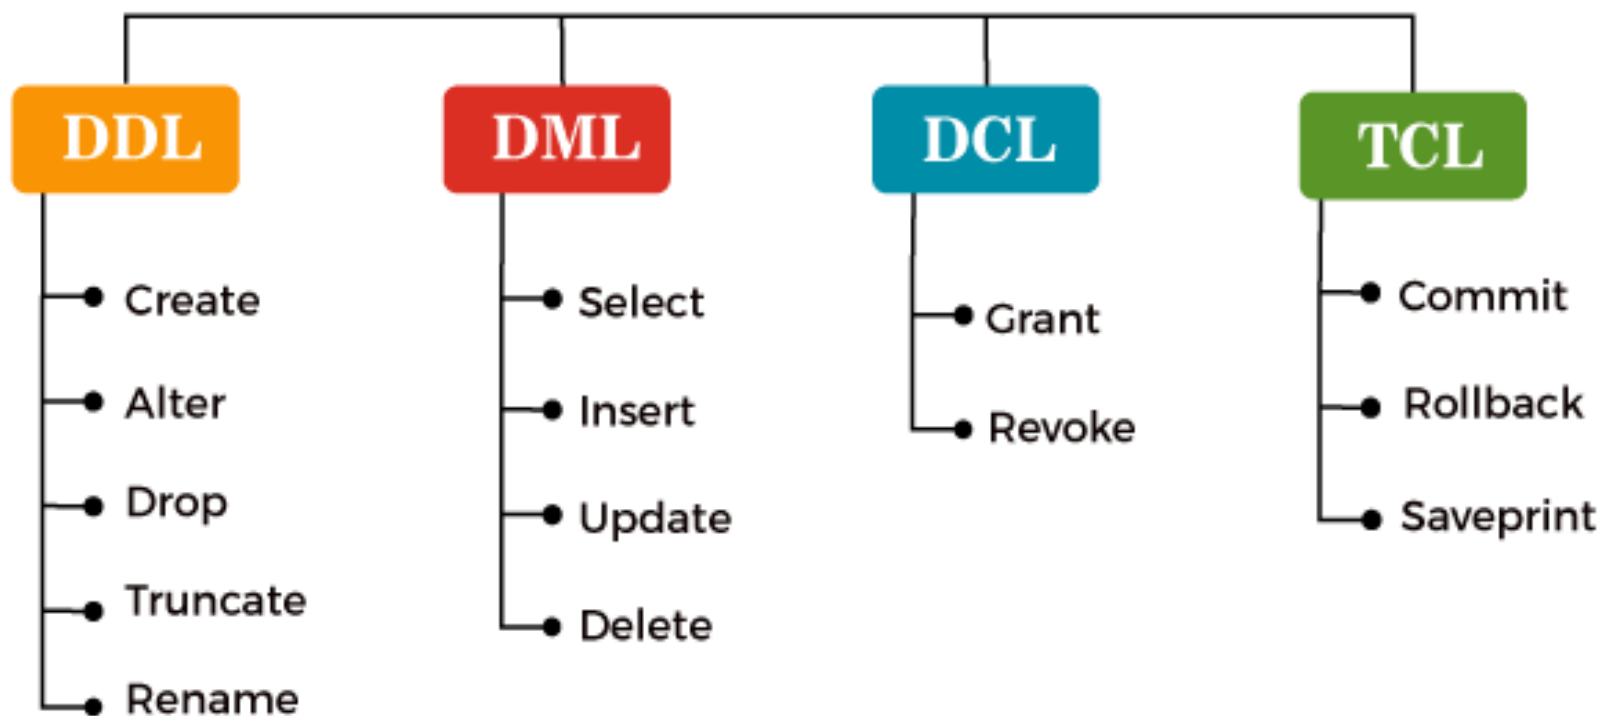 DDL
Create
Alter
Drop
Truncate
Rename
DML
Select
Insert
Update
Delete
DCL
Grant
Revoke
TCL
Commit
Rollback
Saveprint